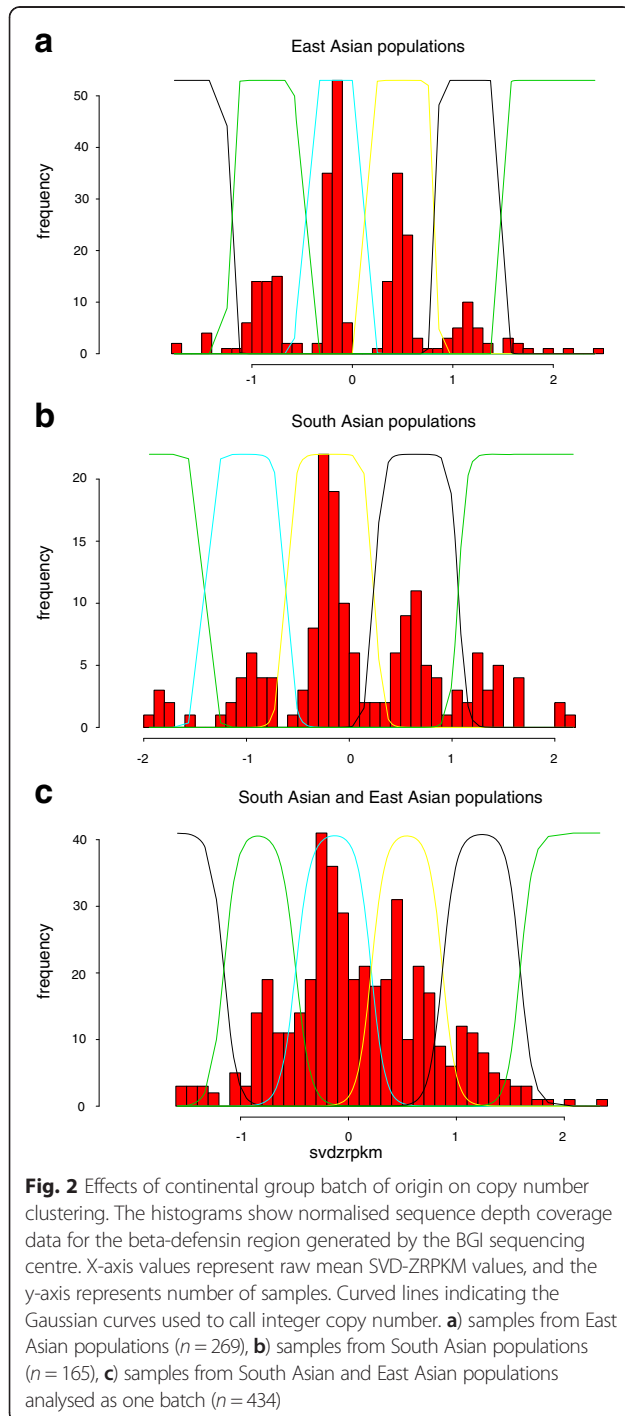 a
East Asian populations
50
40
30
20
10
0
frequency
-1 0 1 2
b
South Asian populations
20
15
10
5
0
frequency
-2 -1 0 1 2
c
South Asian and East Asian populations
40
30
20
10
0
frequency
-1 0 1 2
svdzrpkm
Fig. 2 Effects of continental group batch of origin on copy number
clustering. The histograms show normalised sequence depth coverage
data for the beta-defensin region generated by the BGI sequencing
centre. X-axis values represent raw mean SVD-ZRPKM values, and the
y-axis represents number of samples. Curved lines indicating the
Gaussian curves used to call integer copy number. a) samples from East
Asian populations (n = 269), b) samples from South Asian populations
(n = 165), c) samples from South Asian and East Asian populations
analysed as one batch (n = 434)